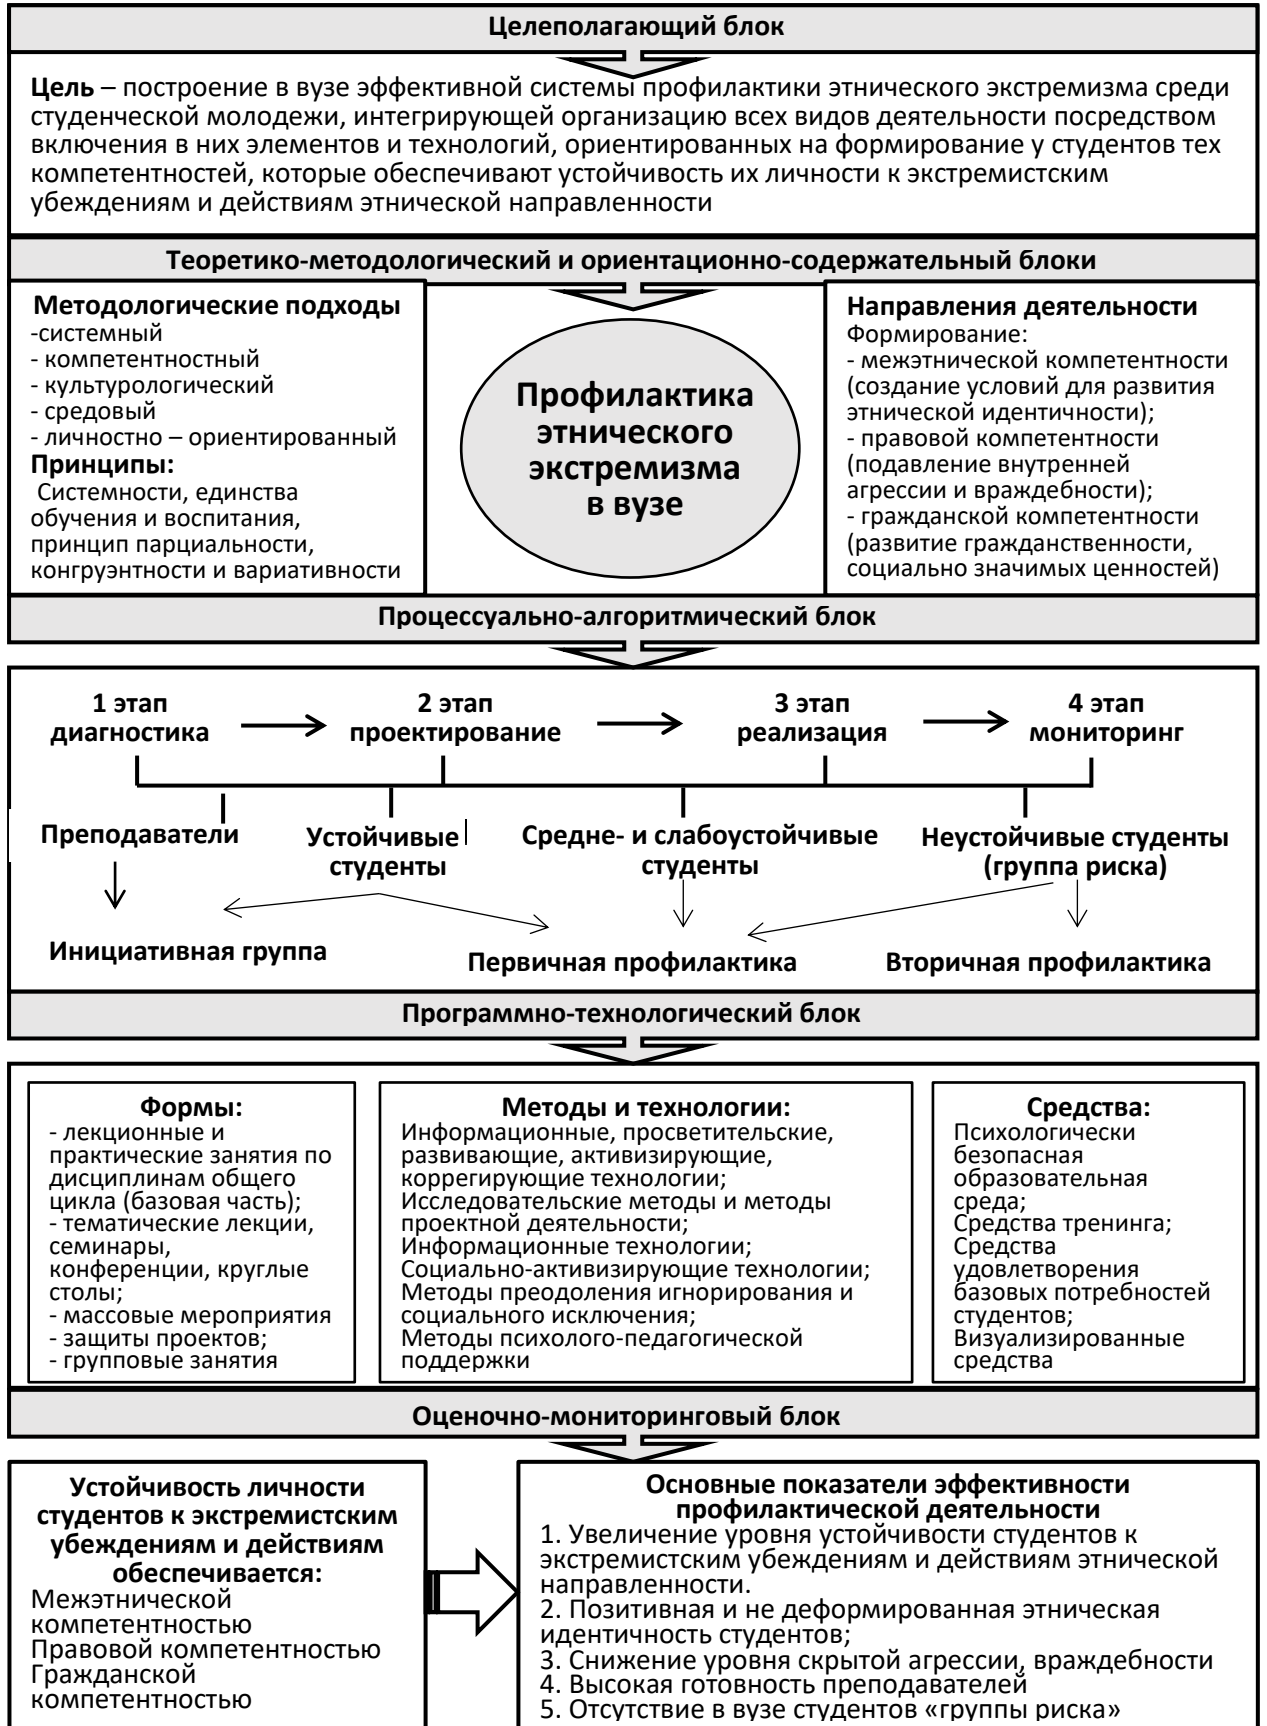 Целеполагающий блок
Цель – построение в вузе эффективной системы профилактики этнического экстремизма среди
студенческой молодежи, интегрирующей организацию всех видов деятельности посредством
включения в них элементов и технологий, ориентированных на формирование у студентов тех
компетентностей, которые обеспечивают устойчивость их личности к экстремистским
убеждениям и действиям этнической направленности
Теоретико-методологический и ориентационно-содержательный блоки
Методологические подходы
-системный
- компетентностный
- культурологический
- средовый
- личностно – ориентированный
Принципы:
Системности, единства
обучения и воспитания,
принцип парциальности,
конгруэнтности и вариативности
Профилактика
этнического
экстремизма
в вузе
Направления деятельности
Формирование:
- межэтнической компетентности
(создание условий для развития
этнической идентичности);
- правовой компетентности
(подавление внутренней
агрессии и враждебности);
- гражданской компетентности
(развитие гражданственности,
социально значимых ценностей)
Процессуально-алгоритмический блок
1 этап
диагностика
2 этап
проектирование
3 этап
реализация
4 этап
мониторинг
Преподаватели
Устойчивые
студенты
Средне- и слабоустойчивые
студенты
Неустойчивые студенты
(группа риска)
Инициативная группа
Первичная профилактика
Вторичная профилактика
Программно-технологический блок
Формы:
- лекционные и
практические занятия по
дисциплинам общего
цикла (базовая часть);
- тематические лекции,
семинары,
конференции, круглые
столы;
- массовые мероприятия
- защиты проектов;
- групповые занятия
Методы и технологии:
Информационные, просветительские,
развивающие, активизирующие,
коррегирующие технологии;
Исследовательские методы и методы
проектной деятельности;
Информационные технологии;
Социально-активизирующие технологии;
Методы преодоления игнорирования и
социального исключения;
Методы психолого-педагогической
поддержки
Средства:
Психологически
безопасная
образовательная
среда;
Средства тренинга;
Средства
удовлетворения
базовых потребностей
студентов;
Визуализированные
средства
Оценочно-мониторинговый блок
Устойчивость личности
студентов к экстремистским
убеждениям и действиям
обеспечивается:
Межэтнической
компетентностью
Правовой компетентностью
Гражданской
компетентностью
Основные показатели эффективности
профилактической деятельности
1. Увеличение уровня устойчивости студентов к
экстремистским убеждениям и действиям этнической
направленности.
2. Позитивная и не деформированная этническая
идентичность студентов;
3. Снижение уровня скрытой агрессии, враждебности
4. Высокая готовность преподавателей
5. Отсутствие в вузе студентов «группы риска»